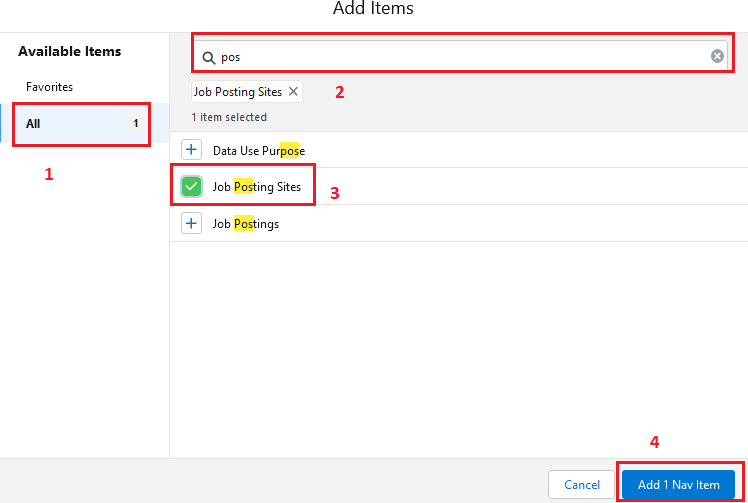 Add Items
Available Items
Favorites
All 1
1
pos
Job Posting Sites
2
1 item selected
Data Use Purpose
Job Posting Sites
3
Job Postings
4
Cancel
Add 1 Nav Item